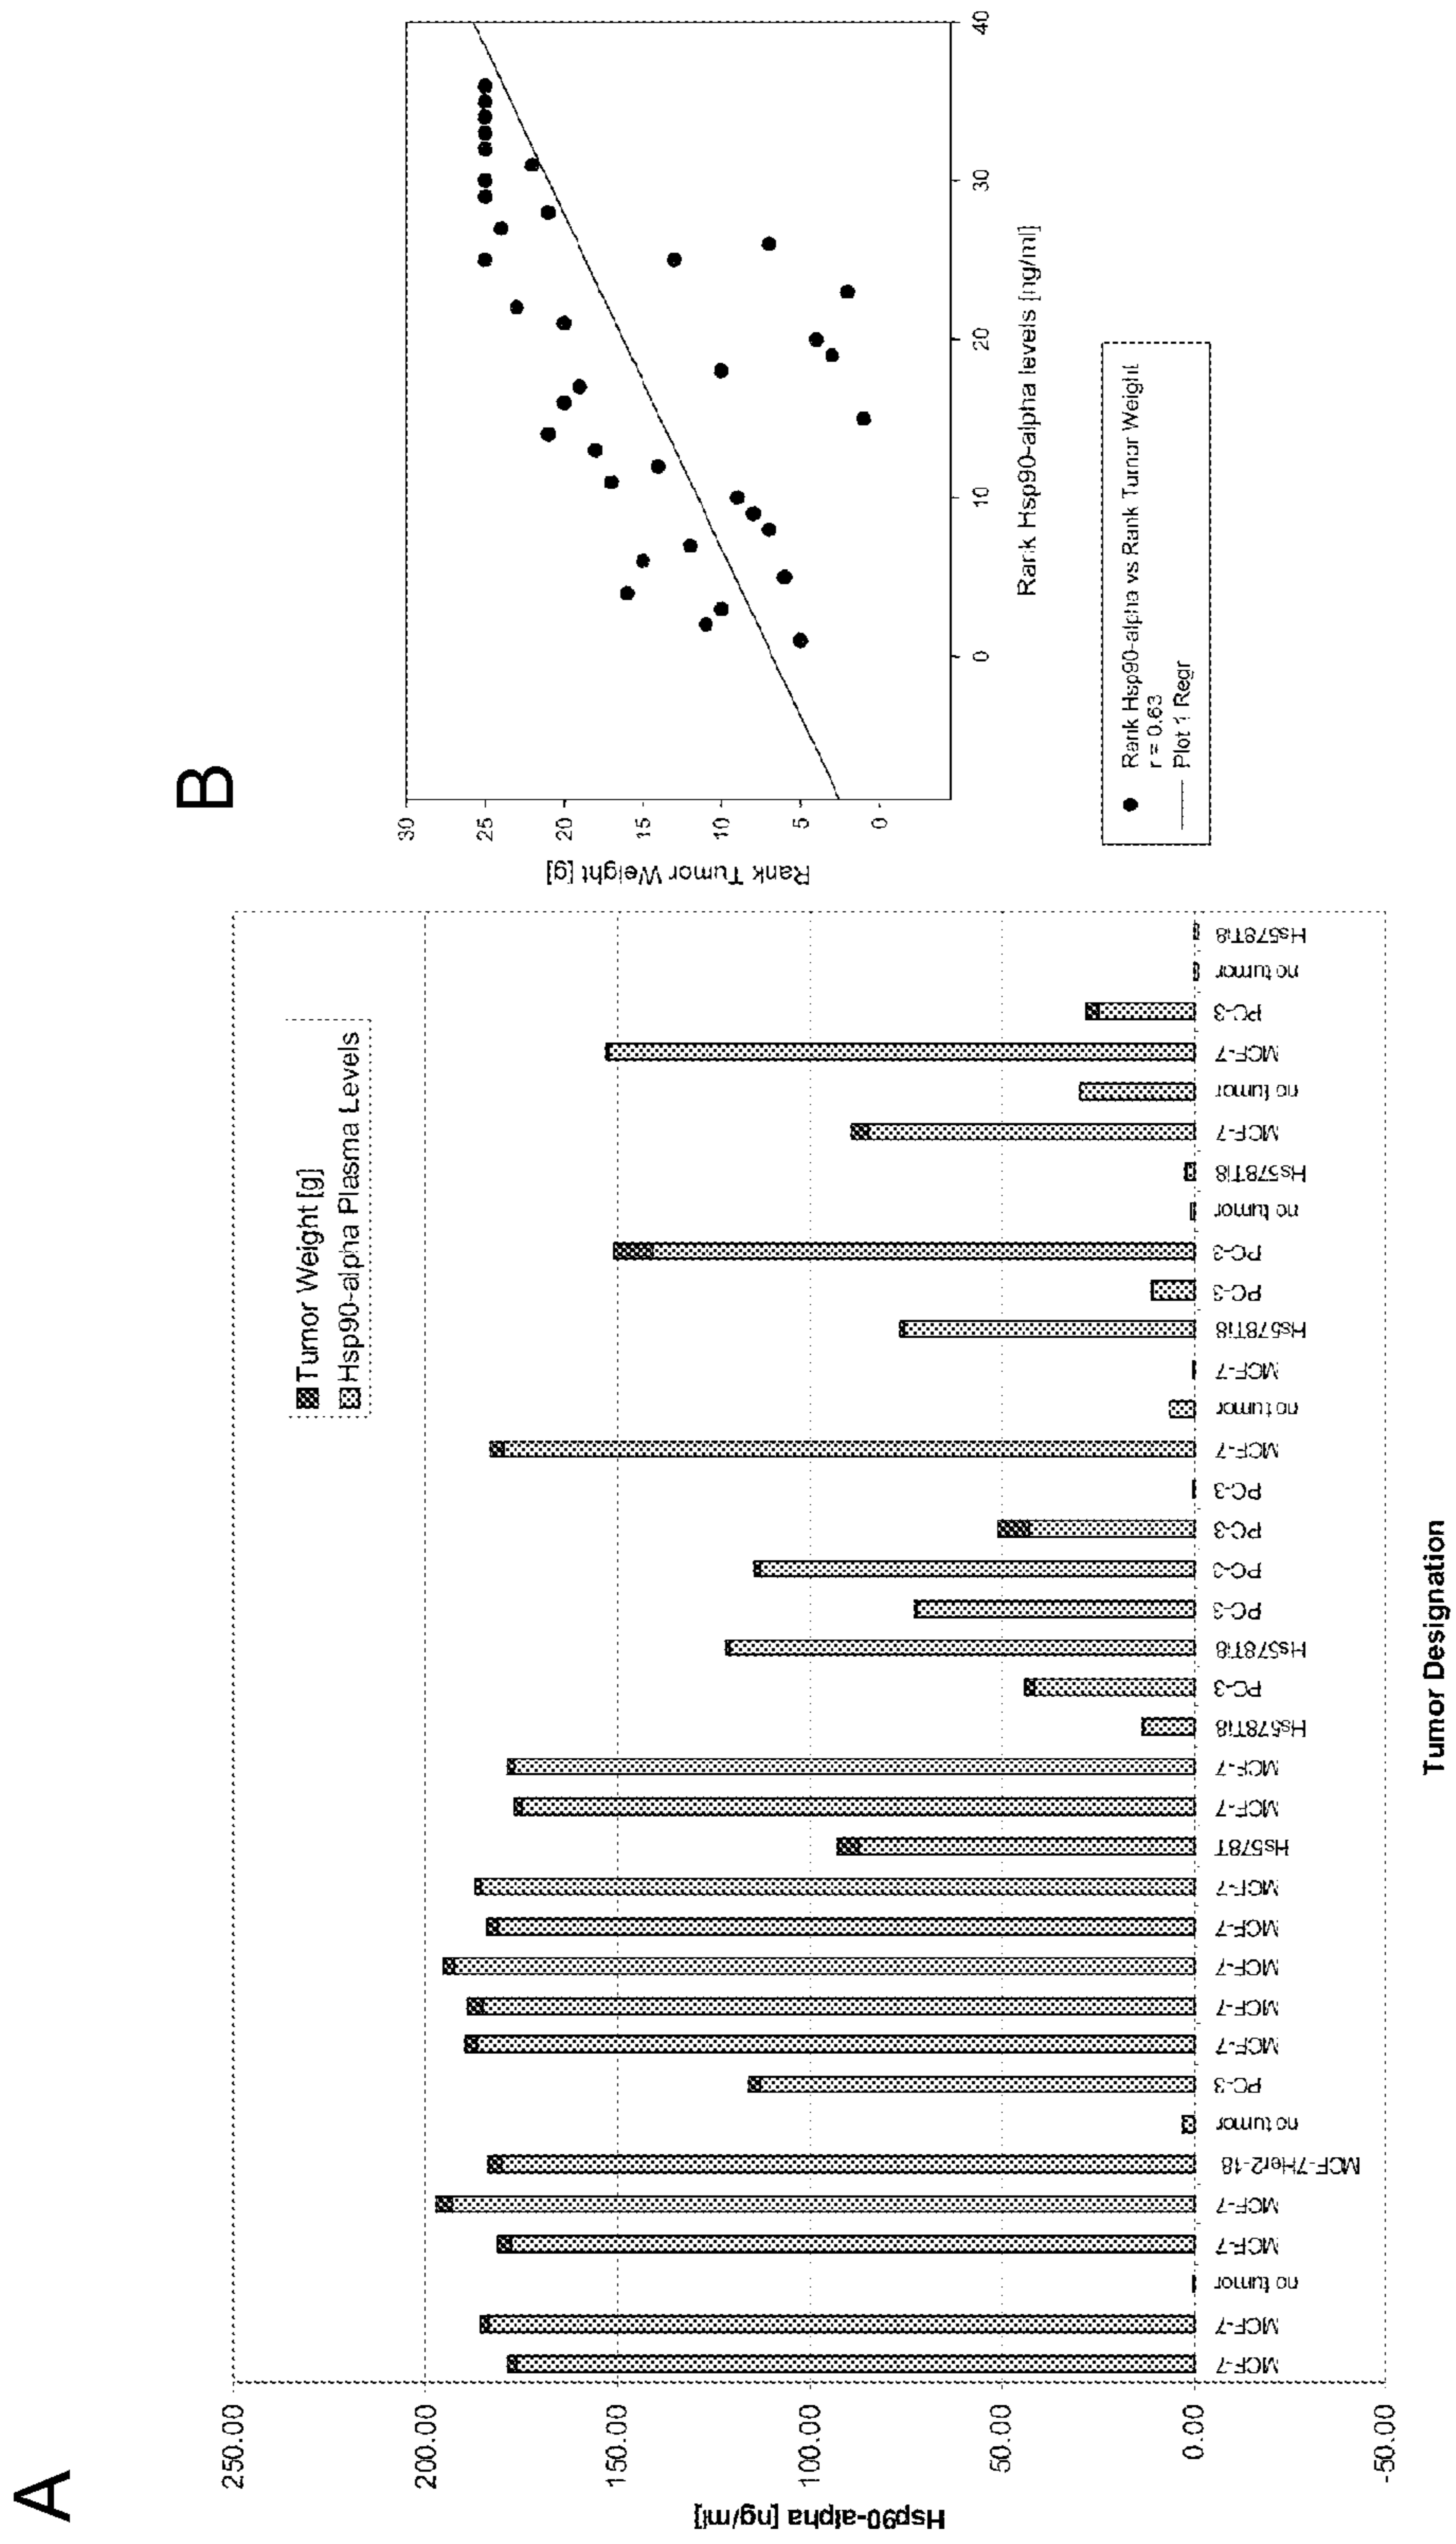 A
250.00
200.00
150.00
100.00
50.00
0.00
-50.00
Hsp90-alpha [ng/ml]
Tumor Weight [g]
Hsp90-alpha Plasma Levels
MCF-7
MCF-7
no tumor
MCF-7
MCF-7
MCF-7Her2-18
no tumor
PC-3
MCF-7
MCF-7
MCF-7
MCF-7
MCF-7
Hs578T
MCF-7
MCF-7
Hs578Ti8
PC-3
Hs578Ti8
PC-3
PC-3
PC-3
PC-3
MCF-7
no tumor
MCF-7
Hs578Ti8
PC-3
PC-3
no tumor
Hs578Ti8
MCF-7
no tumor
MCF-7
PC-3
no tumor
Hs578Ti8
Tumor Designation
B
30
25
20
15
10
5
0
Rank Tumor Weight [g]
0
10
20
30
40
Rank Hsp90-alpha levels [ng/ml]
Rank Hsp90-alpha vs Rank Tumor Weight
r = 0.63
Plot 1 Regr